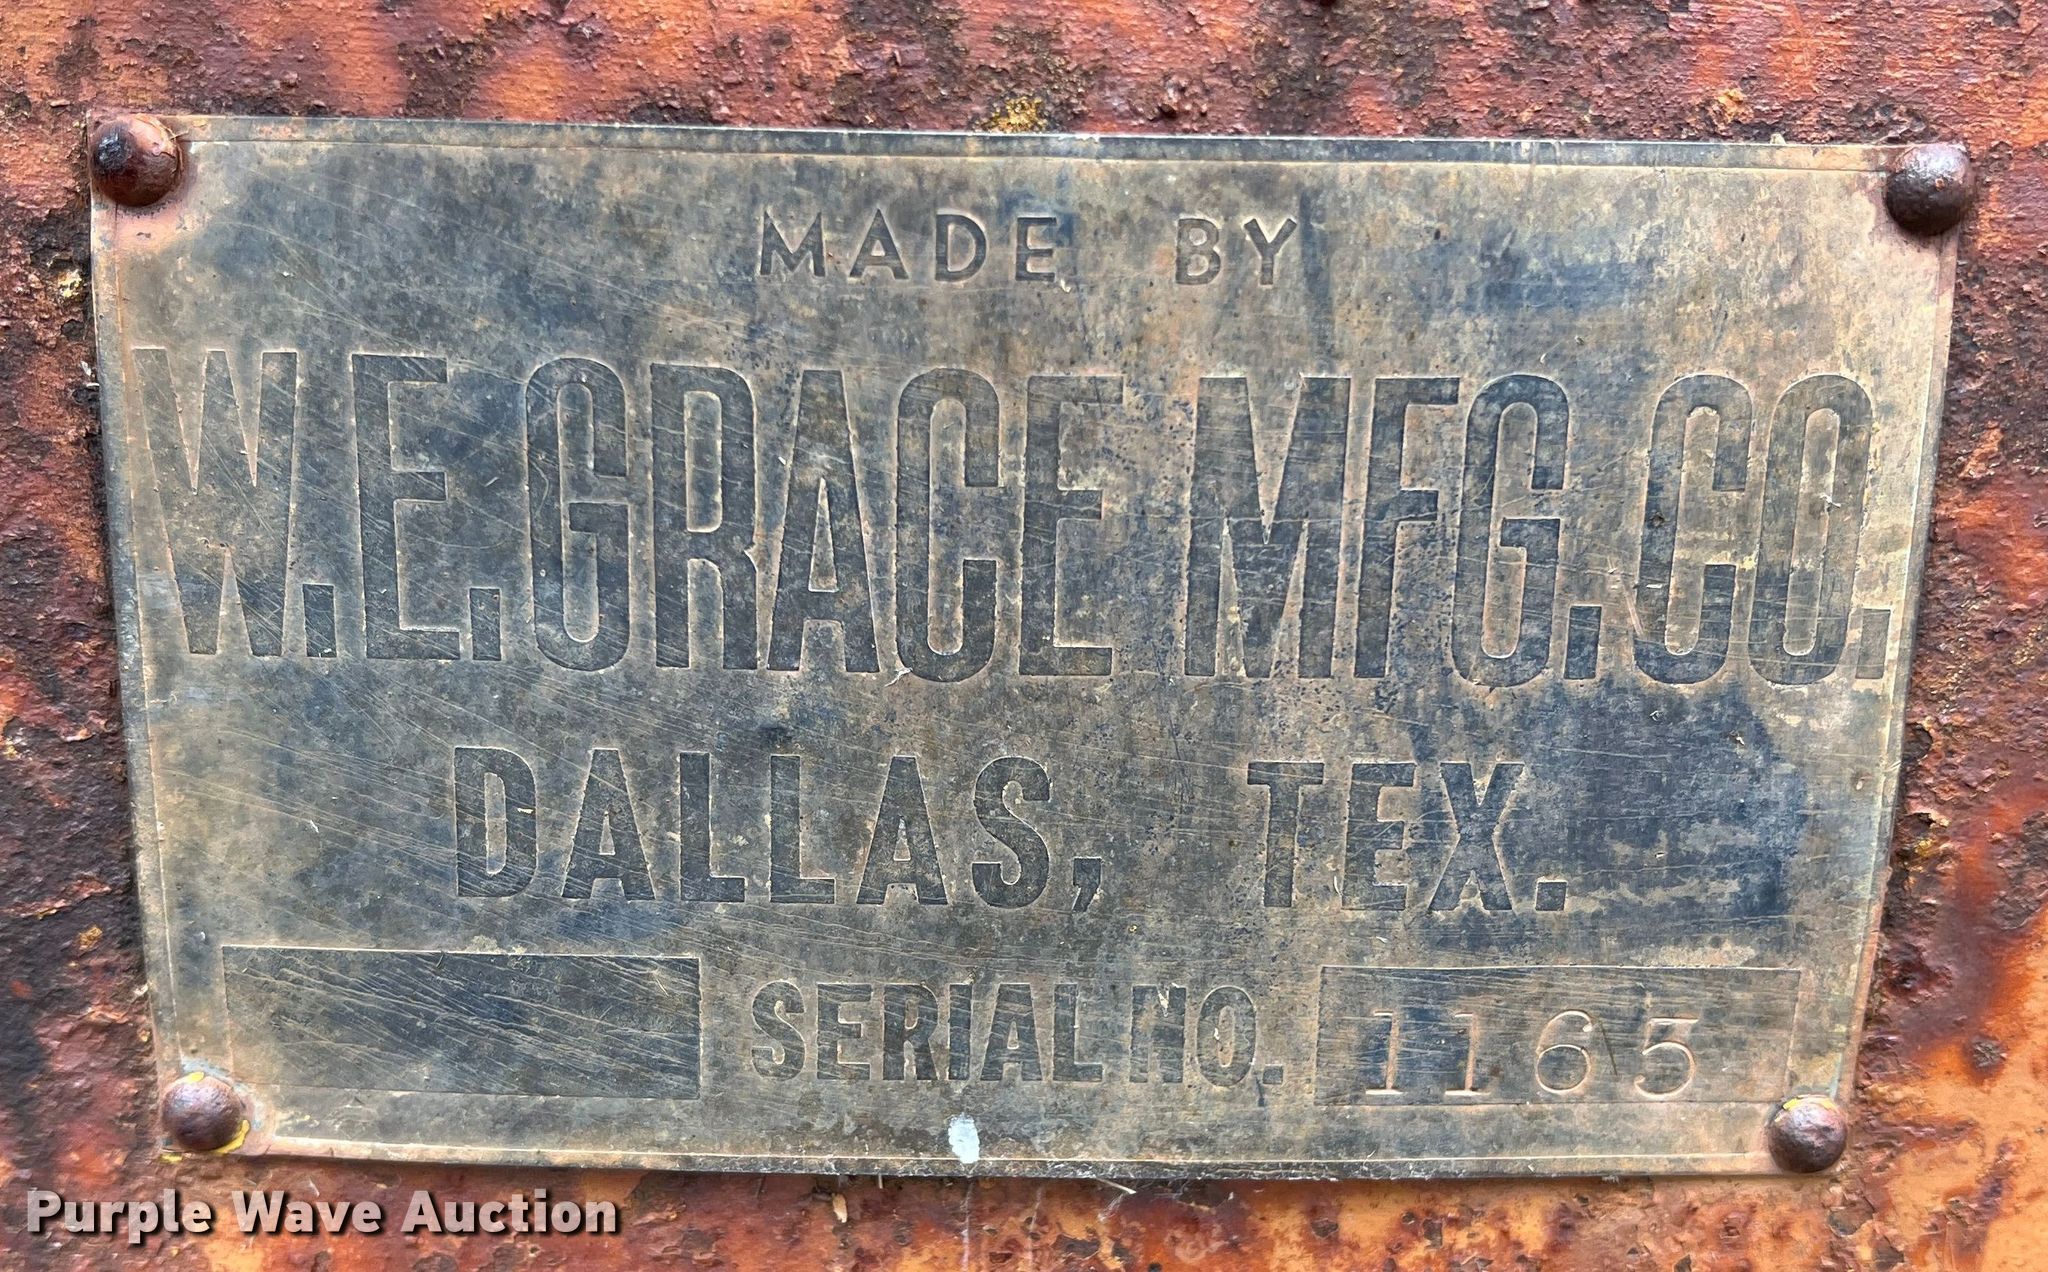 MADE BY
W.E.GRACE MFG.CO.
DALLAS, TEX.
SERIAL NO. 1165
Purple Wave Auction